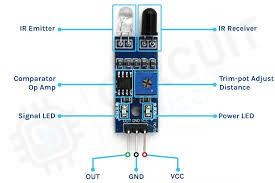 IR Emitter
IR Receiver
Comparator
Op Amp
Trim-pot Adjust
Distance
Signal LED
Power LED
OUT
GND
VCC